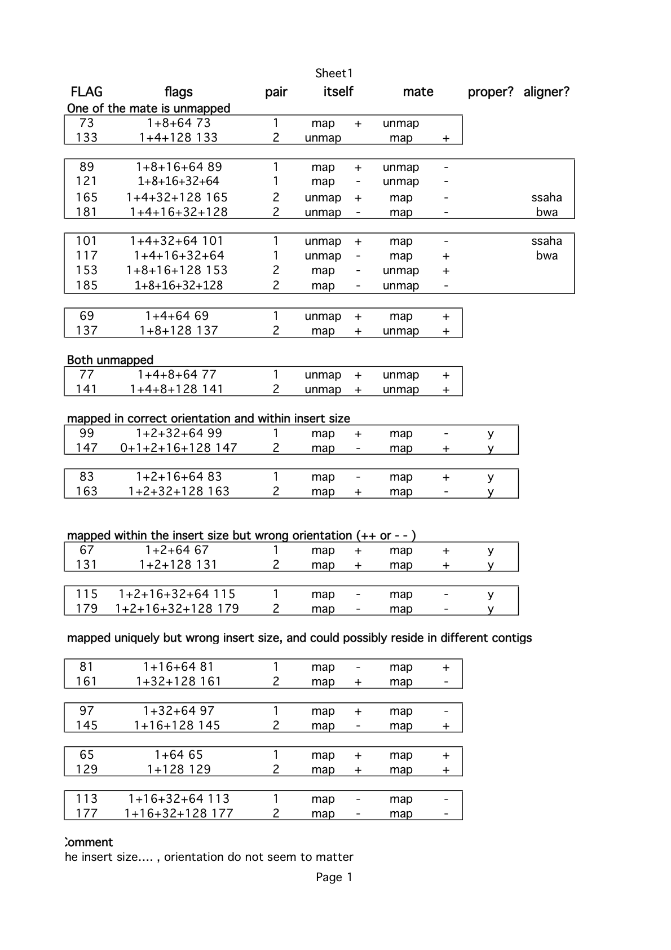 Sheet1
FLAG flags pair itself mate proper? aligner?
One of the mate is unmapped
73 1+8+64 73 1 map + unmap
133 1+4+128 133 2 unmap map +
89 1+8+16+64 89 1 map + unmap -
121 1+8+16+32+64 1 map - unmap -
165 1+4+32+128 165 2 unmap + map - ssaha
181 1+4+16+32+128 2 unmap - map - bwa
101 1+4+32+64 101 1 unmap + map - ssaha
117 1+4+16+32+64 1 unmap - map + bwa
153 1+8+16+128 153 2 map - unmap +
185 1+8+16+32+128 2 map - unmap -
69 1+4+64 69 1 unmap + map +
137 1+8+128 137 2 map + unmap +
Both unmapped
77 1+4+8+64 77 1 unmap + unmap +
141 1+4+8+128 141 2 unmap + unmap +
mapped in correct orientation and within insert size
99 1+2+32+64 99 1 map + map - y
147 0+1+2+16+128 147 2 map - map + y
83 1+2+16+64 83 1 map - map + y
163 1+2+32+128 163 2 map + map - y
mapped within the insert size but wrong orientation (++ or - - )
67 1+2+64 67 1 map + map + y
131 1+2+128 131 2 map + map + y
115 1+2+16+32+64 115 1 map - map - y
179 1+2+16+32+128 179 2 map - map - y
mapped uniquely but wrong insert size, and could possibly reside in different contigs
81 1+16+64 81 1 map - map +
161 1+32+128 161 2 map + map -
97 1+32+64 97 1 map + map -
145 1+16+128 145 2 map - map +
65 1+64 65 1 map + map +
129 1+128 129 2 map + map +
113 1+16+32+64 113 1 map - map -
177 1+16+32+128 177 2 map - map -
Comment
he insert size.... , orientation do not seem to matter
Page 1